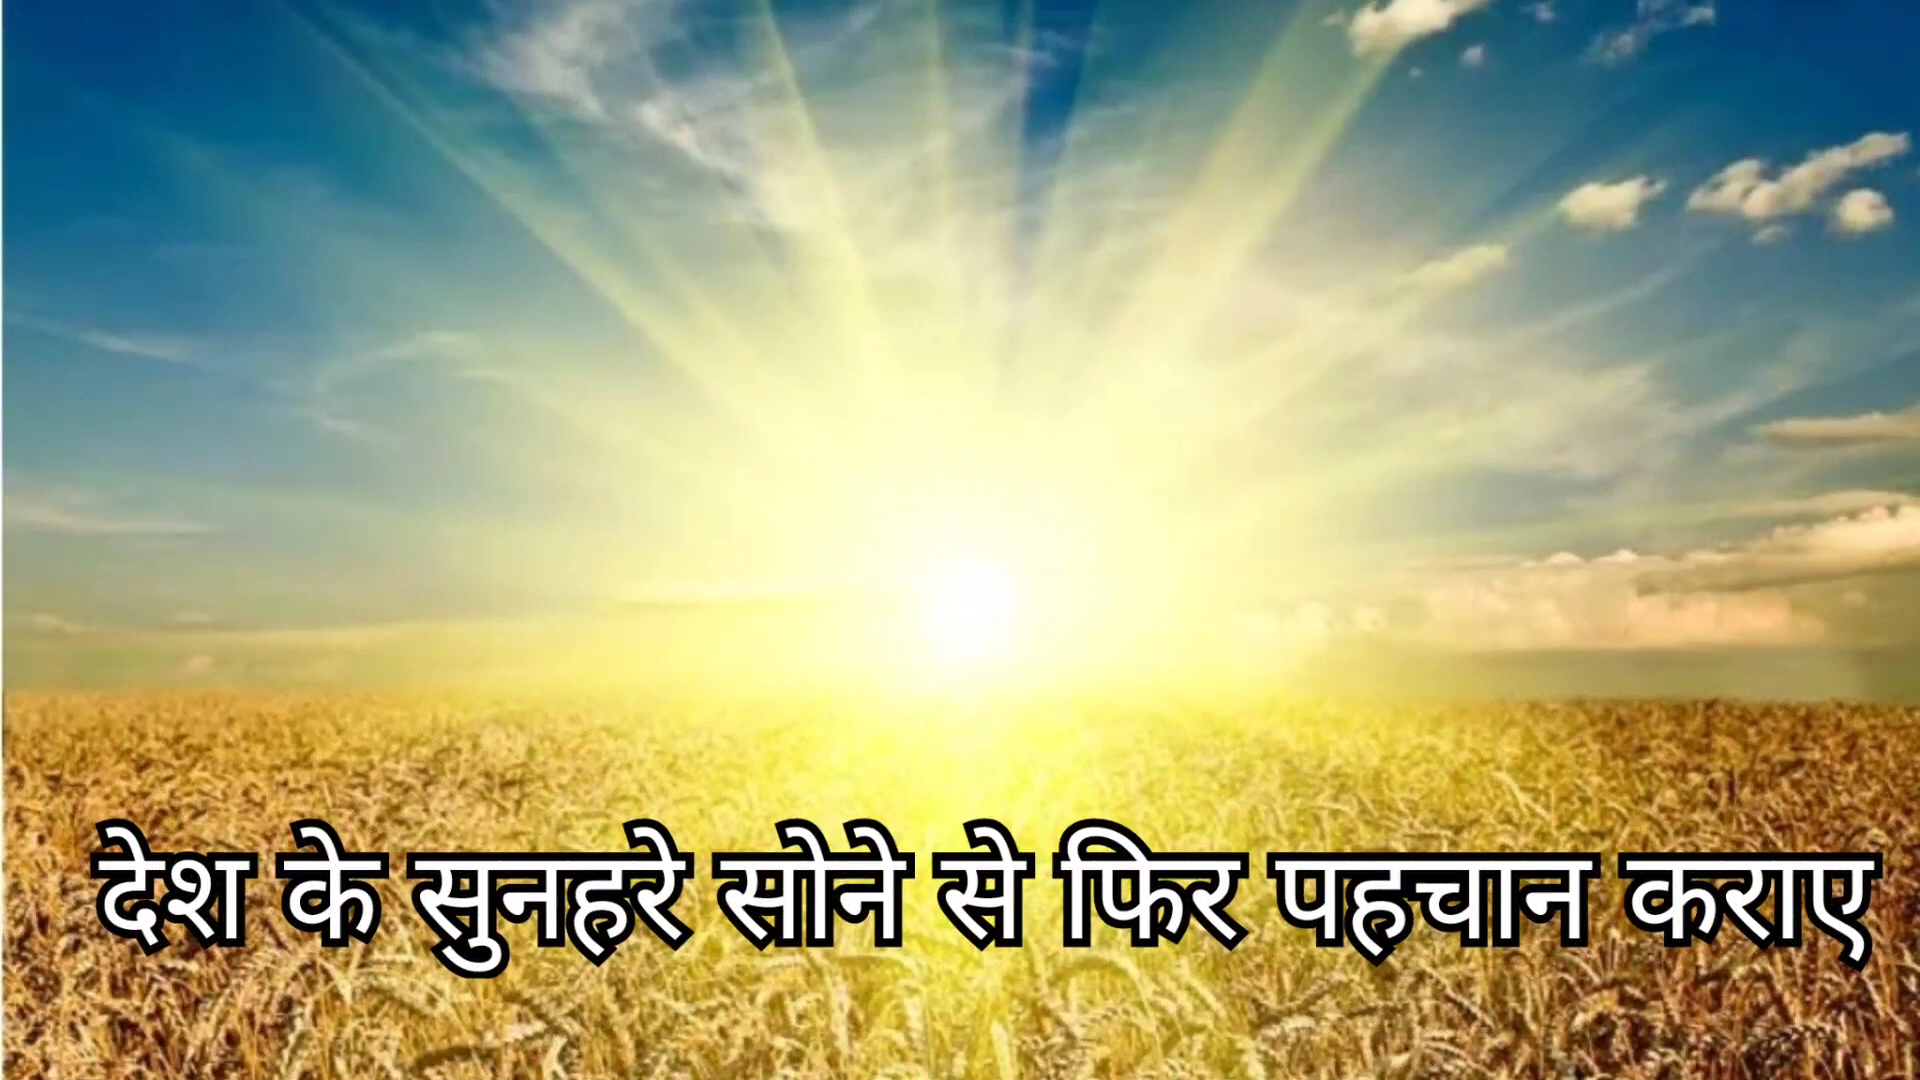 देश के सुनहरे सोने से फिर पहचान कराए